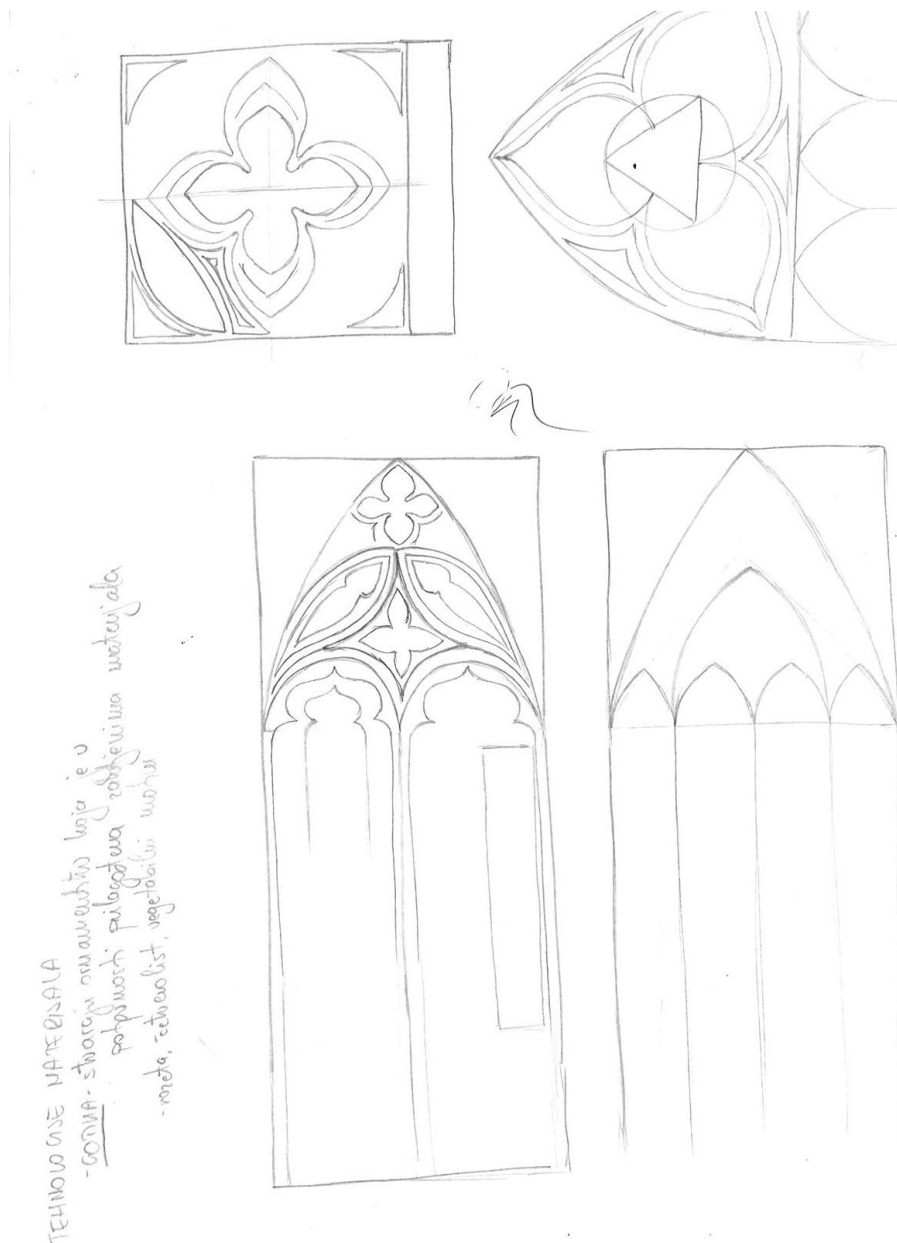 TEHNOLOGIJE MATERIJALA
-GOTIKA- stvaraju ornamentiku koja je u
potpunosti prilagođena zahtjevima materijala
-rozeta, četverolist, vegetabilni motivi